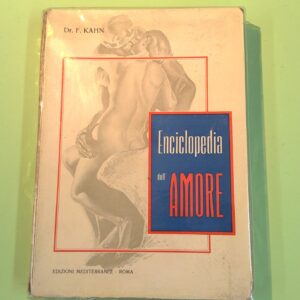 Dr. F. KAHN
Enciclopedia
dell'
AMORE
EDIZIONI MEDITERRANEE - ROMA